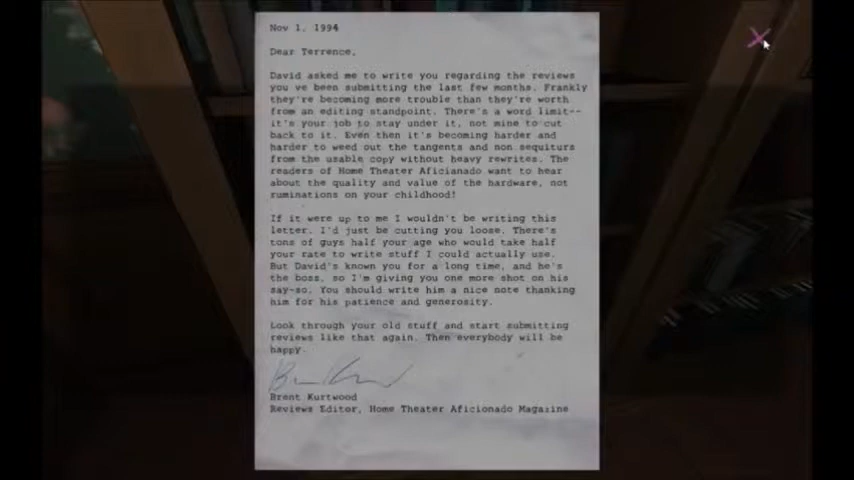 Nov 1, 1994
Dear Terrence,
David asked me to write you regarding the reviews
you've been submitting the last few months. Frankly
they're becoming more trouble than they're worth
from an editing standpoint. There's a word limit--
it's your job to stay under it, not mine to cut
back to it. Even then it's becoming harder and
harder to weed out the tangents and non sequiturs
from the usable copy without heavy rewrites. The
readers of Home Theater Aficianado want to hear
about the quality and value of the hardware, not
ruminations on your childhood!
If it were up to me I wouldn't be writing this
letter. I'd just be cutting you loose. There's
tons of guys half your age who would take half
your rate to write stuff I could actually use.
But David's known you for a long time, and he's
the boss, so I'm giving you one more shot on his
say-so. You should write him a nice note thanking
him for his patience and generosity.
Look through your old stuff and start submitting
reviews like that again. Then everybody will be
happy.
Brent Kurtwood
Reviews Editor, Home Theater Aficionado Magazine